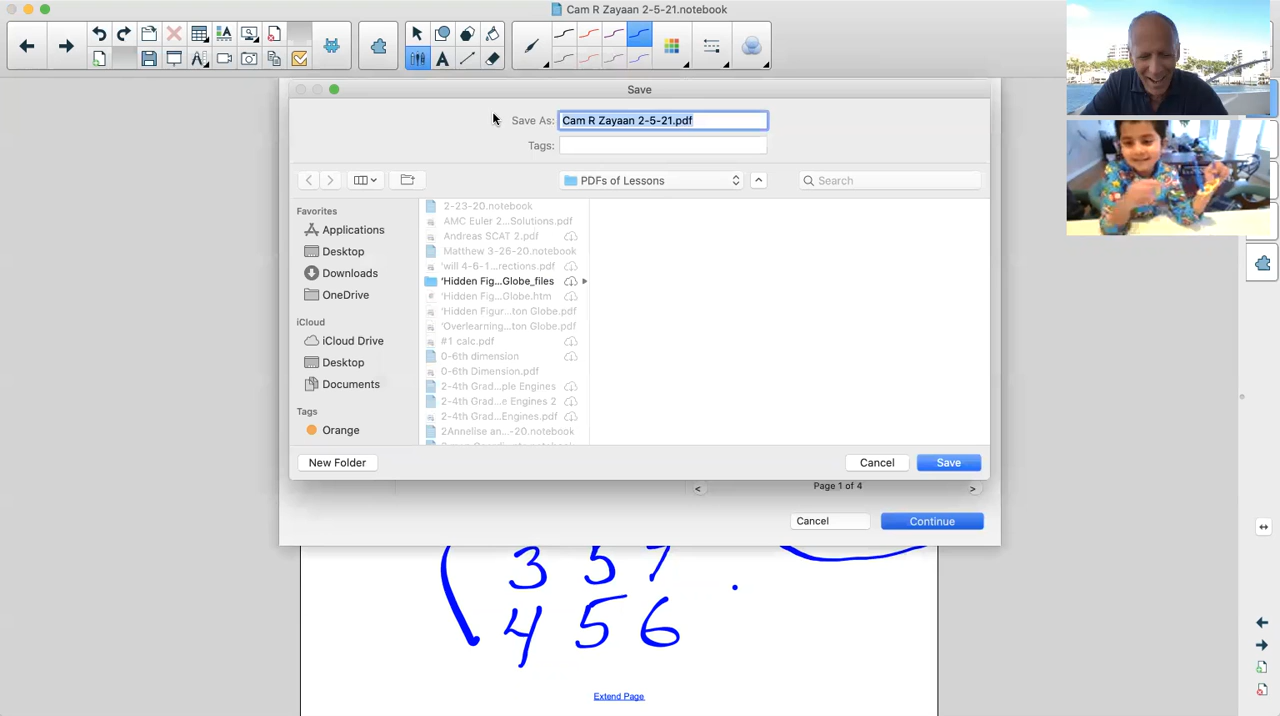 Cam R Zayaan 2-5-21.notebook
Save
Save As: Cam R Zayaan 2-5-21.pdf
Tags:
PDFs of Lessons
Search
Favorites
Applications
Desktop
Downloads
OneDrive
iCloud
iCloud Drive
Desktop
Documents
Tags
Orange
2-23-20.notebook
AMC Euler 2...Solutions.pdf
Andreas SCAT 2.pdf
Matthew 3-26-20.notebook
'will 4-6-1...rections.pdf
'Hidden Fig...Globe_files
'Hidden Fig...Globe.htm
'Hidden Figur...ton Globe.pdf
'Overlearning...ton Globe.pdf
#1 calc.pdf
0-6th dimension
0-6th Dimension.pdf
2-4th Grad...ple Engines
2-4th Grad...e Engines 2
2-4th Grad...Engines.pdf
2Annelise an...-20.notebook
New Folder
Cancel
Save
< Page 1 of 4 >
Cancel
Continue
3 5 7
4 5 6
Extend Page